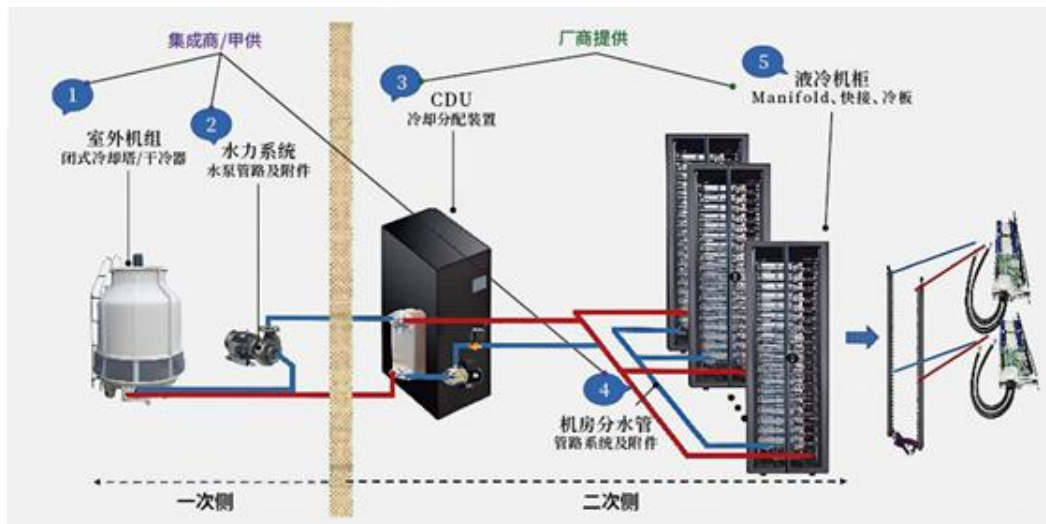 集成商/甲供
厂商提供
1
室外机组
闭式冷却塔/干冷器
2
水力系统
水泵管路及附件
3
CDU
冷却分配装置
5
液冷机柜
Manifold、快接、冷板
4
机房分水管
管路系统及附件
一次侧
二次侧